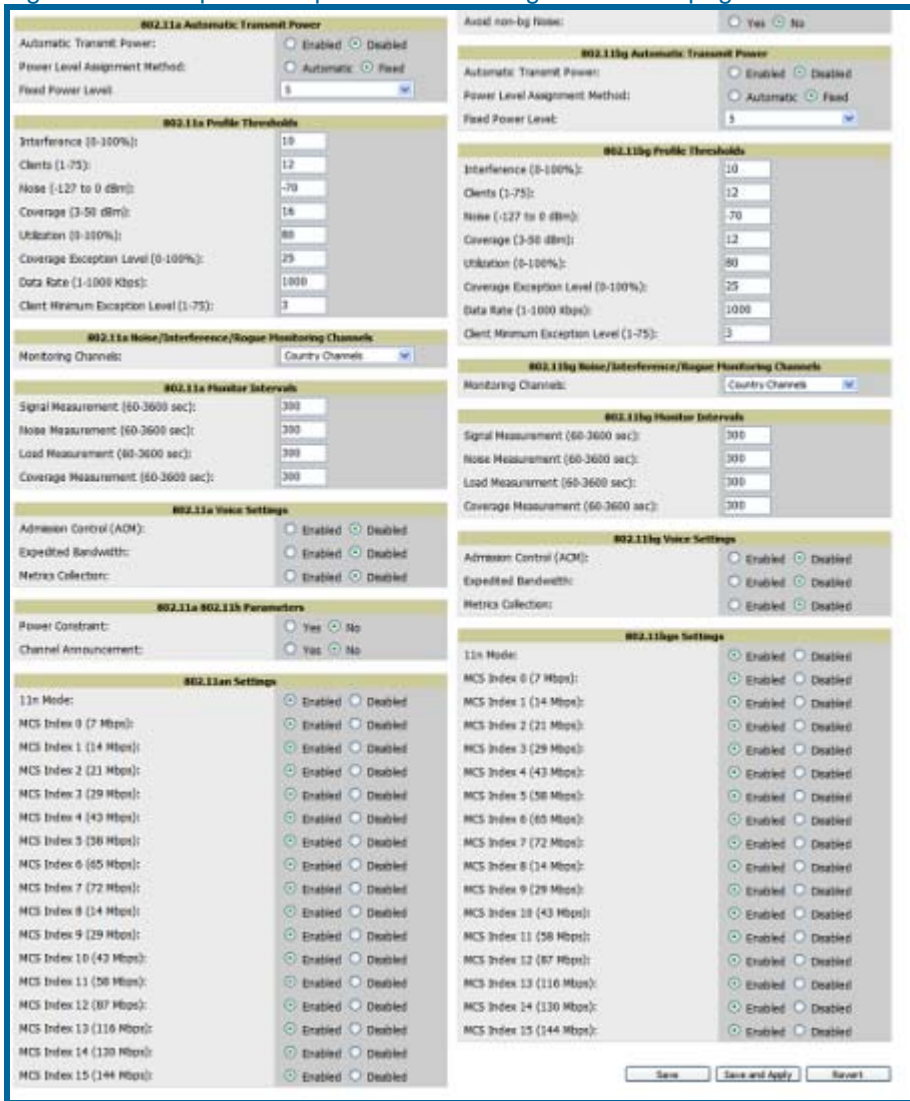 802.11a Automatic Transmit Power
Automatic Transmit Power: Enabled Disabled
Power Level Assignment Method: Automatic Fixed
Fixed Power Level: 5
802.11a Profile Thresholds
Interference (0-100%): 10
Clients (1-75): 12
Noise (-127 to 0 dBm): -70
Coverage (3-50 dBm): 16
Utilization (0-100%): 80
Coverage Exception Level (0-100%): 25
Data Rate (1-1000 Kbps): 1000
Client Minimum Exception Level (1-75): 3
802.11a Noise/Interference/Rogue Monitoring Channels
Monitoring Channels: Country Channels
802.11a Monitor Intervals
Signal Measurement (60-3600 sec): 300
Noise Measurement (60-3600 sec): 300
Load Measurement (60-3600 sec): 300
Coverage Measurement (60-3600 sec): 300
802.11a Voice Settings
Admission Control (ACM): Enabled Disabled
Expedited Bandwidth: Enabled Disabled
Metrics Collection: Enabled Disabled
802.11a 802.11h Parameters
Power Constraint: Yes No
Channel Announcement: Yes No
802.11an Settings
11n Mode: Enabled Disabled
MCS Index 0 (7 Mbps): Enabled Disabled
MCS Index 1 (14 Mbps): Enabled Disabled
MCS Index 2 (21 Mbps): Enabled Disabled
MCS Index 3 (29 Mbps): Enabled Disabled
MCS Index 4 (43 Mbps): Enabled Disabled
MCS Index 5 (58 Mbps): Enabled Disabled
MCS Index 6 (65 Mbps): Enabled Disabled
MCS Index 7 (72 Mbps): Enabled Disabled
MCS Index 8 (14 Mbps): Enabled Disabled
MCS Index 9 (29 Mbps): Enabled Disabled
MCS Index 10 (43 Mbps): Enabled Disabled
MCS Index 11 (58 Mbps): Enabled Disabled
MCS Index 12 (87 Mbps): Enabled Disabled
MCS Index 13 (116 Mbps): Enabled Disabled
MCS Index 14 (130 Mbps): Enabled Disabled
MCS Index 15 (144 Mbps): Enabled Disabled
Avoid non-bg Noise: Yes No
802.11bg Automatic Transmit Power
Automatic Transmit Power: Enabled Disabled
Power Level Assignment Method: Automatic Fixed
Fixed Power Level: 5
802.11bg Profile Thresholds
Interference (0-100%): 10
Clients (1-75): 12
Noise (-127 to 0 dBm): -70
Coverage (3-50 dBm): 12
Utilization (0-100%): 80
Coverage Exception Level (0-100%): 25
Data Rate (1-1000 Kbps): 1000
Client Minimum Exception Level (1-75): 3
802.11bg Noise/Interference/Rogue Monitoring Channels
Monitoring Channels: Country Channels
802.11bg Monitor Intervals
Signal Measurement (60-3600 sec): 300
Noise Measurement (60-3600 sec): 300
Load Measurement (60-3600 sec): 300
Coverage Measurement (60-3600 sec): 300
802.11bg Voice Settings
Admission Control (ACM): Enabled Disabled
Expedited Bandwidth: Enabled Disabled
Metrics Collection: Enabled Disabled
802.11bgn Settings
11n Mode: Enabled Disabled
MCS Index 0 (7 Mbps): Enabled Disabled
MCS Index 1 (14 Mbps): Enabled Disabled
MCS Index 2 (21 Mbps): Enabled Disabled
MCS Index 3 (29 Mbps): Enabled Disabled
MCS Index 4 (43 Mbps): Enabled Disabled
MCS Index 5 (58 Mbps): Enabled Disabled
MCS Index 6 (65 Mbps): Enabled Disabled
MCS Index 7 (72 Mbps): Enabled Disabled
MCS Index 8 (14 Mbps): Enabled Disabled
MCS Index 9 (29 Mbps): Enabled Disabled
MCS Index 10 (43 Mbps): Enabled Disabled
MCS Index 11 (58 Mbps): Enabled Disabled
MCS Index 12 (87 Mbps): Enabled Disabled
MCS Index 13 (116 Mbps): Enabled Disabled
MCS Index 14 (130 Mbps): Enabled Disabled
MCS Index 15 (144 Mbps): Enabled Disabled
Save Save and Apply Revert